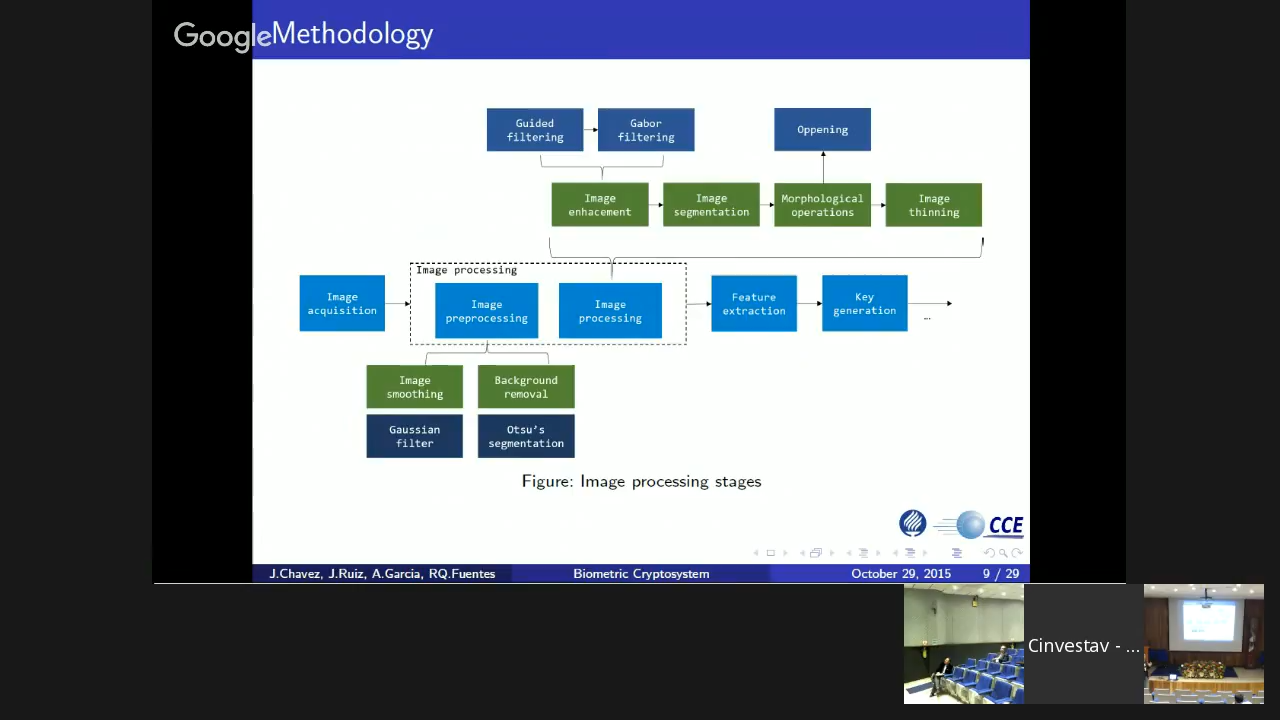 Google
Methodology
Guided
filtering
Gabor
filtering
Oppening
Image
enhacement
Image
segmentation
Morphological
operations
Image
thinning
Image processing
Image
acquisition
Image
preprocessing
Image
processing
Feature
extraction
Key
generation
...
Image
smoothing
Background
removal
Gaussian
filter
Otsu's
segmentation
Figure: Image processing stages
CCE
J.Chavez, J.Ruiz, A.Garcia, RQ.Fuentes
Biometric Cryptosystem
October 29, 2015
9 / 29
Cinvestav - ...